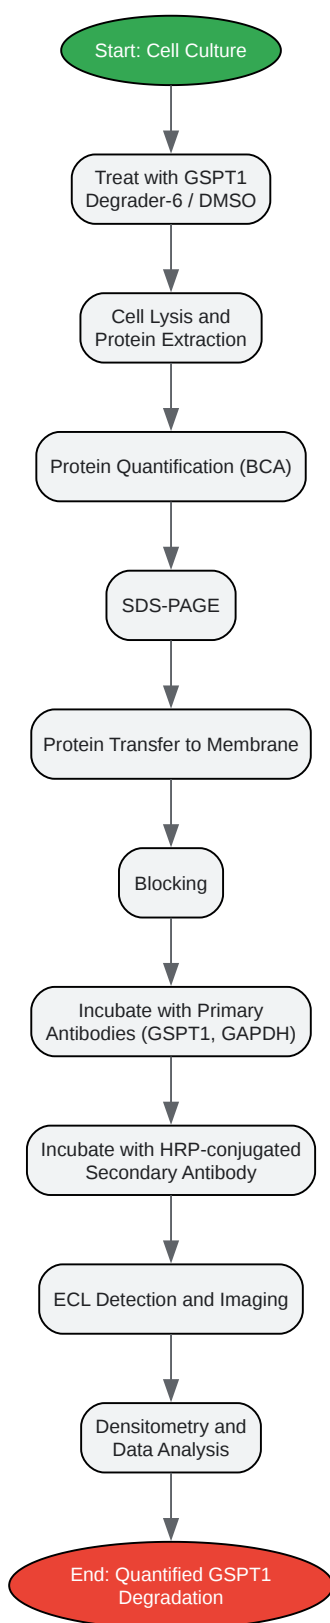 Start: Cell Culture
Treat with GSPT1
Degrader-6 / DMSO
Cell Lysis and
Protein Extraction
Protein Quantification (BCA)
SDS-PAGE
Protein Transfer to Membrane
Blocking
Incubate with Primary
Antibodies (GSPT1, GAPDH)
Incubate with HRP-conjugated
Secondary Antibody
ECL Detection and Imaging
Densitometry and
Data Analysis
End: Quantified GSPT1
Degradation